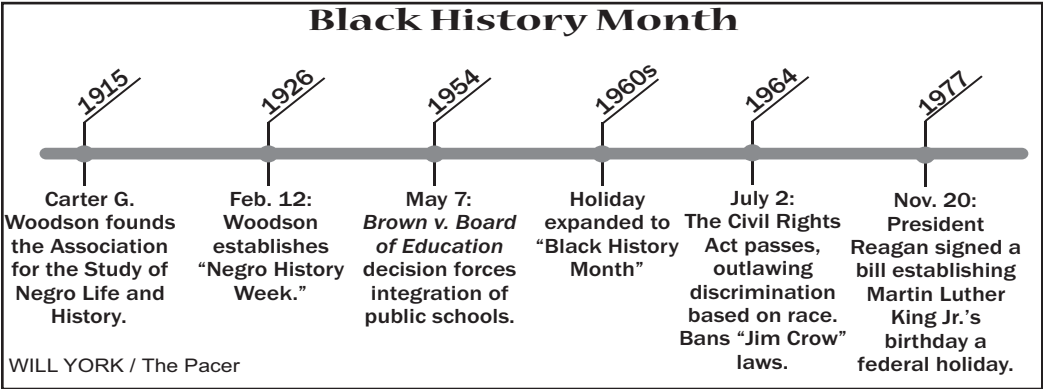 Black History Month
1915
Carter G.
Woodson founds
the Association
for the Study of
Negro Life and
History.
1926
Feb. 12:
Woodson
establishes
“Negro History
Week.”
1954
May 7:
Brown v. Board
of Education
decision forces
integration of
public schools.
1960s
Holiday
expanded to
“Black History
Month”
1964
July 2:
The Civil Rights
Act passes,
outlawing
discrimination
based on race.
Bans “Jim Crow”
laws.
1977
Nov. 20:
President
Reagan signed a
bill establishing
Martin Luther
King Jr.’s
birthday a
federal holiday.
WILL YORK / The Pacer